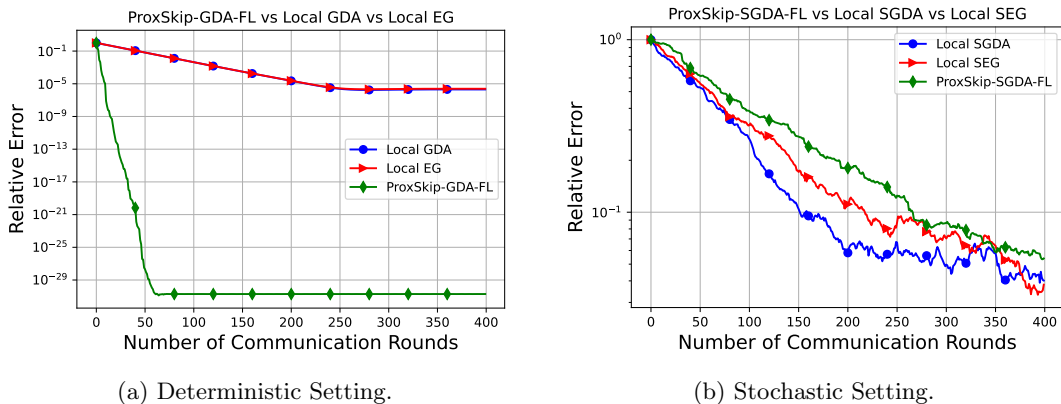 ProxSkip-GDA-FL vs Local GDA vs Local EG
10⁻¹
10⁻⁵
10⁻⁹
10⁻¹³
10⁻¹⁷
10⁻²¹
10⁻²⁵
10⁻²⁹
Relative Error
Local GDA
Local EG
ProxSkip-GDA-FL
0 50 100 150 200 250 300 350 400
Number of Communication Rounds
(a) Deterministic Setting.
ProxSkip-SGDA-FL vs Local SGDA vs Local SEG
10⁰
10⁻¹
Relative Error
Local SGDA
Local SEG
ProxSkip-SGDA-FL
0 50 100 150 200 250 300 350 400
Number of Communication Rounds
(b) Stochastic Setting.